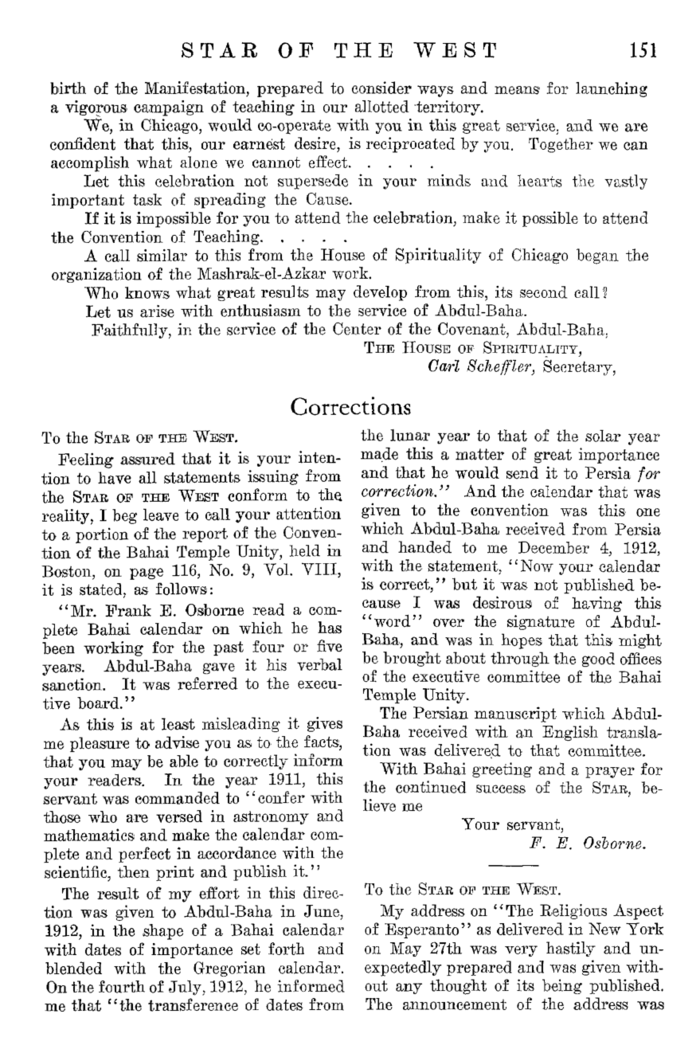 STAR OF THE WEST 151
birth of the Manifestation, prepared to consider ways and means for launching
a vigorous campaign of teaching in our allotted territory.
We, in Chicago, would co-operate with you in this great service, and we are
confident that this, our earnest desire, is reciprocated by you. Together we can
accomplish what alone we cannot effect. . . . .
Let this celebration not supersede in your minds and hearts the vastly
important task of spreading the Cause.
If it is impossible for you to attend the celebration, make it possible to attend
the Convention of Teaching. . . . .
A call similar to this from the House of Spirituality of Chicago began the
organization of the Mashrak-el-Azkar work.
Who knows what great results may develop from this, its second call?
Let us arise with enthusiasm to the service of Abdul-Baha.
Faithfully, in the service of the Center of the Covenant, Abdul-Baha,
THE HOUSE OF SPIRITUALITY,
Carl Scheffler, Secretary,
Corrections
To the STAR OF THE WEST.
Feeling assured that it is your inten-
tion to have all statements issuing from
the STAR OF THE WEST conform to the
reality, I beg leave to call your attention
to a portion of the report of the Conven-
tion of the Bahai Temple Unity, held in
Boston, on page 116, No. 9, Vol. VIII,
it is stated, as follows:
"Mr. Frank E. Osborne read a com-
plete Bahai calendar on which he has
been working for the past four or five
years. Abdul-Baha gave it his verbal
sanction. It was referred to the execu-
tive board."
As this is at least misleading it gives
me pleasure to advise you as to the facts,
that you may be able to correctly inform
your readers. In the year 1911, this
servant was commanded to "confer with
those who are versed in astronomy and
mathematics and make the calendar com-
plete and perfect in accordance with the
scientific, then print and publish it."
The result of my effort in this direc-
tion was given to Abdul-Baha in June,
1912, in the shape of a Bahai calendar
with dates of importance set forth and
blended with the Gregorian calendar.
On the fourth of July, 1912, he informed
me that "the transference of dates from
the lunar year to that of the solar year
made this a matter of great importance
and that he would send it to Persia for
correction." And the calendar that was
given to the convention was this one
which Abdul-Baha received from Persia
and handed to me December 4, 1912,
with the statement, "Now your calendar
is correct," but it was not published be-
cause I was desirous of having this
"word" over the signature of Abdul-
Baha, and was in hopes that this might
be brought about through the good offices
of the executive committee of the Bahai
Temple Unity.
The Persian manuscript which Abdul-
Baha received with an English transla-
tion was delivered to that committee.
With Bahai greeting and a prayer for
the continued success of the STAR, be-
lieve me
Your servant,
F. E. Osborne.
To the STAR OF THE WEST.
My address on "The Religious Aspect
of Esperanto" as delivered in New York
on May 27th was very hastily and un-
expectedly prepared and was given with-
out any thought of its being published.
The announcement of the address was